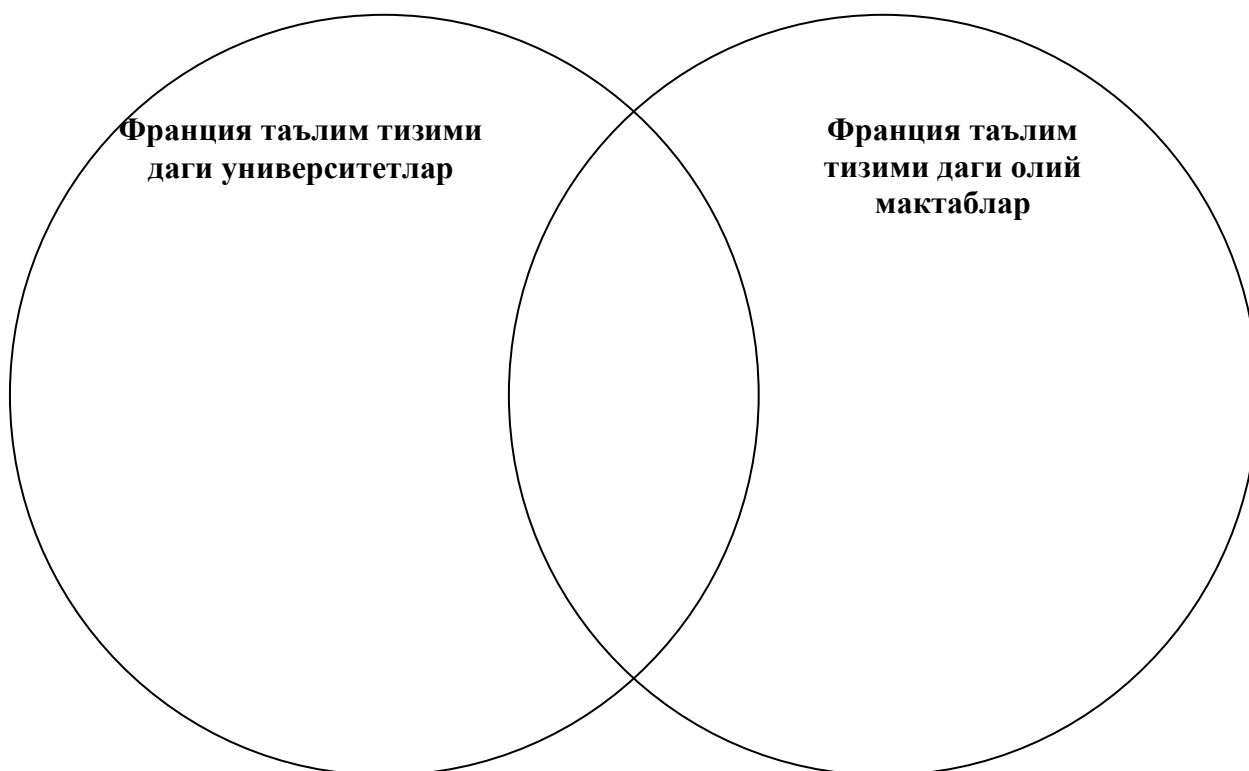 Франция таълим тизими
даги университетлар
Франция таълим
тизими даги олий
мактаблар